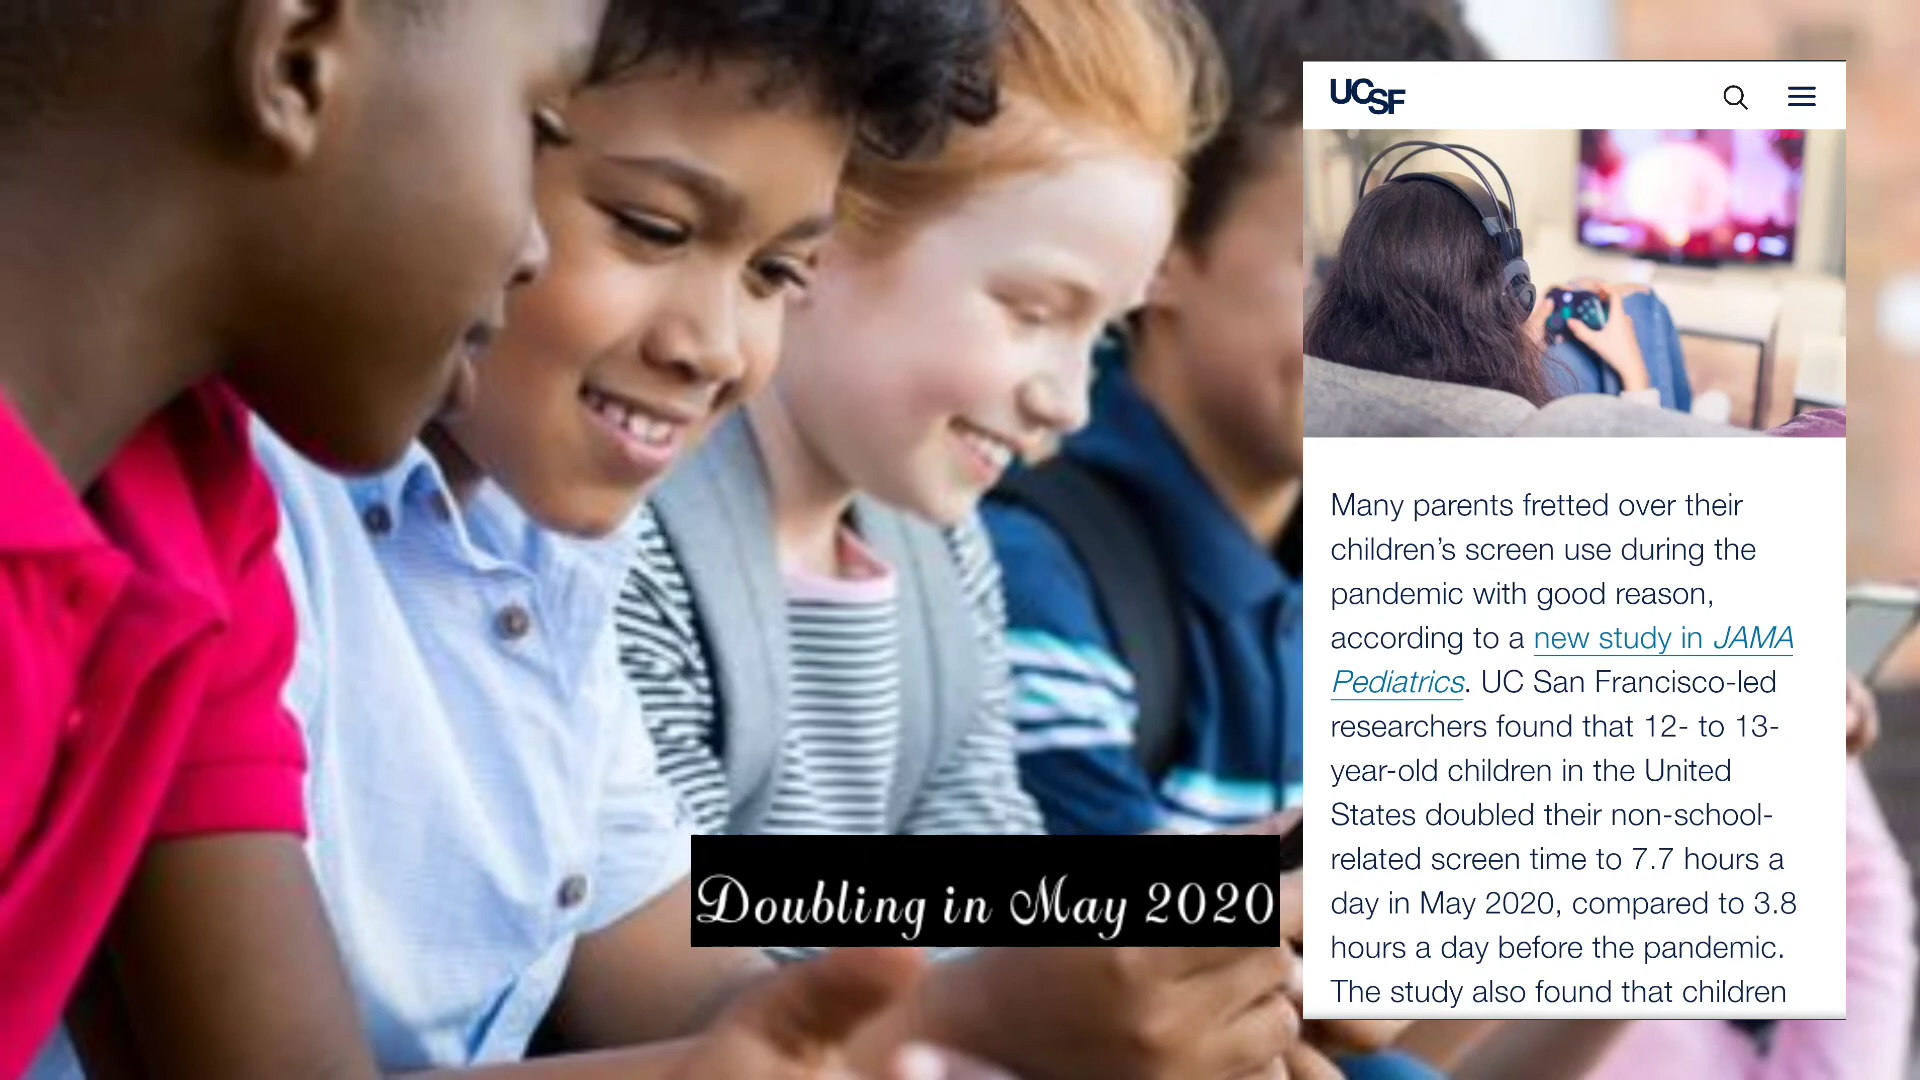 UCSF
Many parents fretted over their
children’s screen use during the
pandemic with good reason,
according to a new study in JAMA
Pediatrics. UC San Francisco-led
researchers found that 12- to 13-
year-old children in the United
States doubled their non-school-
related screen time to 7.7 hours a
day in May 2020, compared to 3.8
hours a day before the pandemic.
The study also found that children
Doubling in May 2020